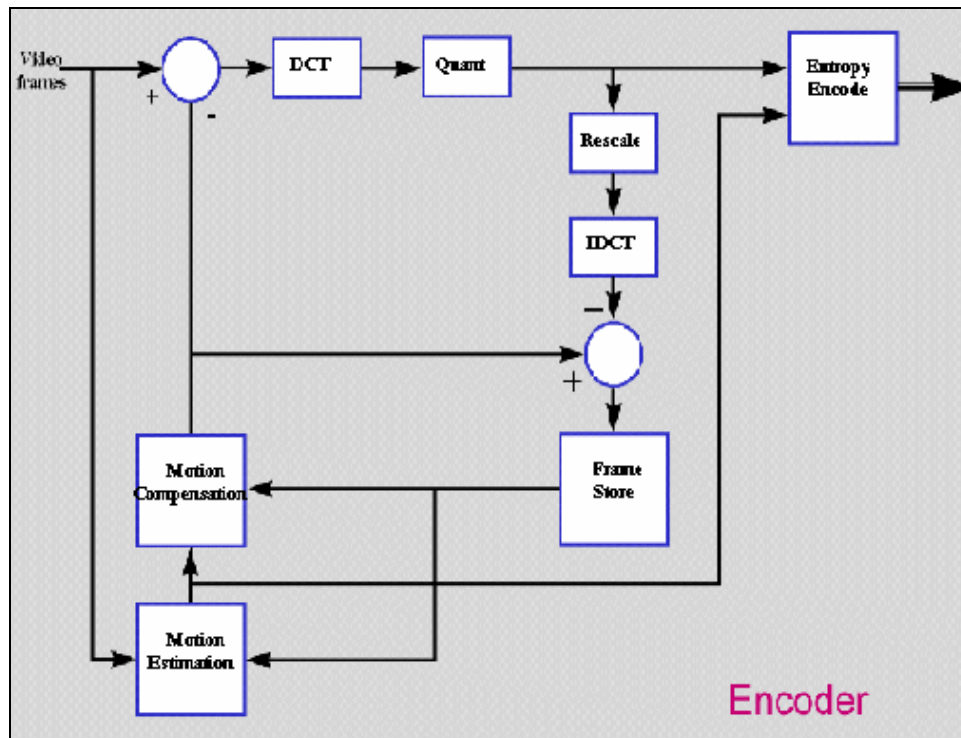 Video
frames
+
-
DCT
Quant
Entropy
Encode
Rescale
IDCT
−
+
Motion
Compensation
Frame
Store
Motion
Estimation
Encoder